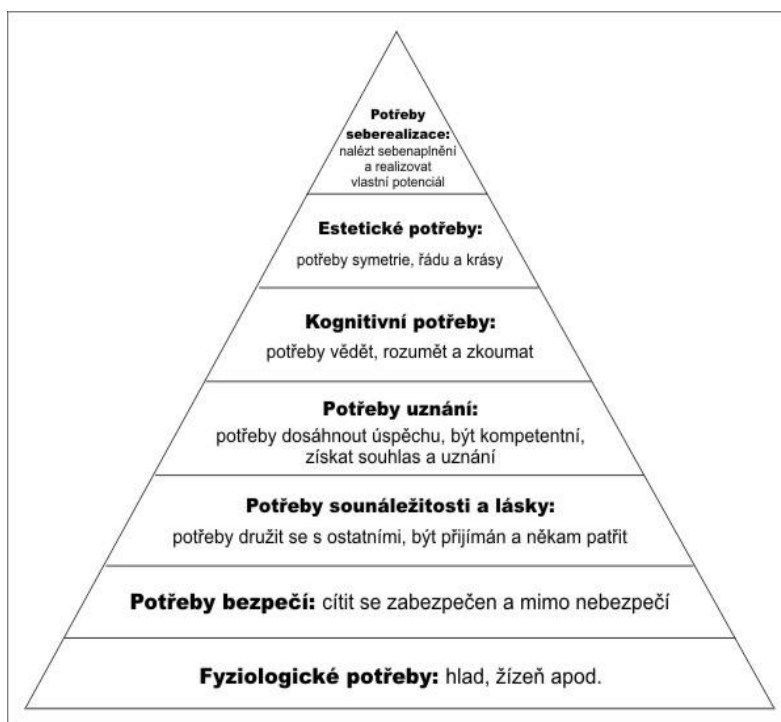 Potřeby
seberealizace:
nalézt sebenaplnění
a realizovat
vlastní potenciál
Estetické potřeby:
potřeby symetrie, řádu a krásy
Kognitivní potřeby:
potřeby vědět, rozumět a zkoumat
Potřeby uznání:
potřeby dosáhnout úspěchu, být kompetentní,
získat souhlas a uznání
Potřeby sounáležitosti a lásky:
potřeby družit se s ostatními, být přijímán a někam patřit
Potřeby bezpečí: cítit se zabezpečen a mimo nebezpečí
Fyziologické potřeby: hlad, žízeň apod.